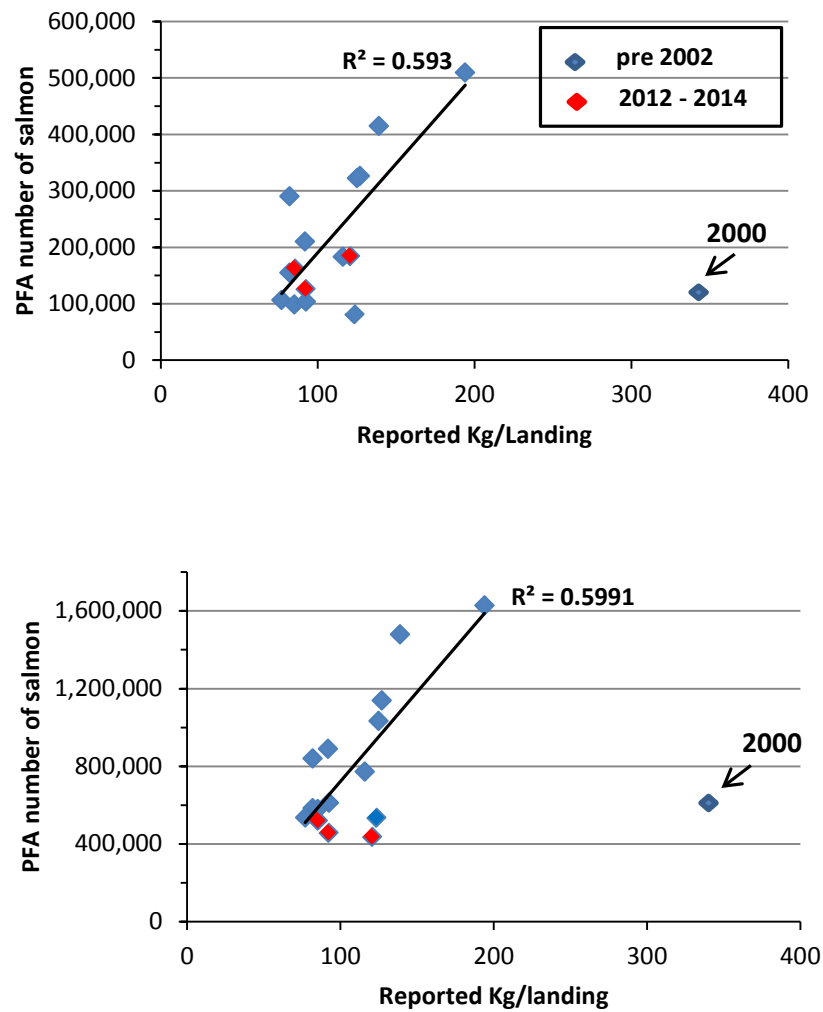 600,000
500,000
400,000
300,000
200,000
100,000
0
PFA number of salmon
R² = 0.593
pre 2002
2012 - 2014
2000
0 100 200 300 400
Reported Kg/Landing
1,600,000
1,200,000
800,000
400,000
0
PFA number of salmon
R² = 0.5991
2000
0 100 200 300 400
Reported Kg/landing